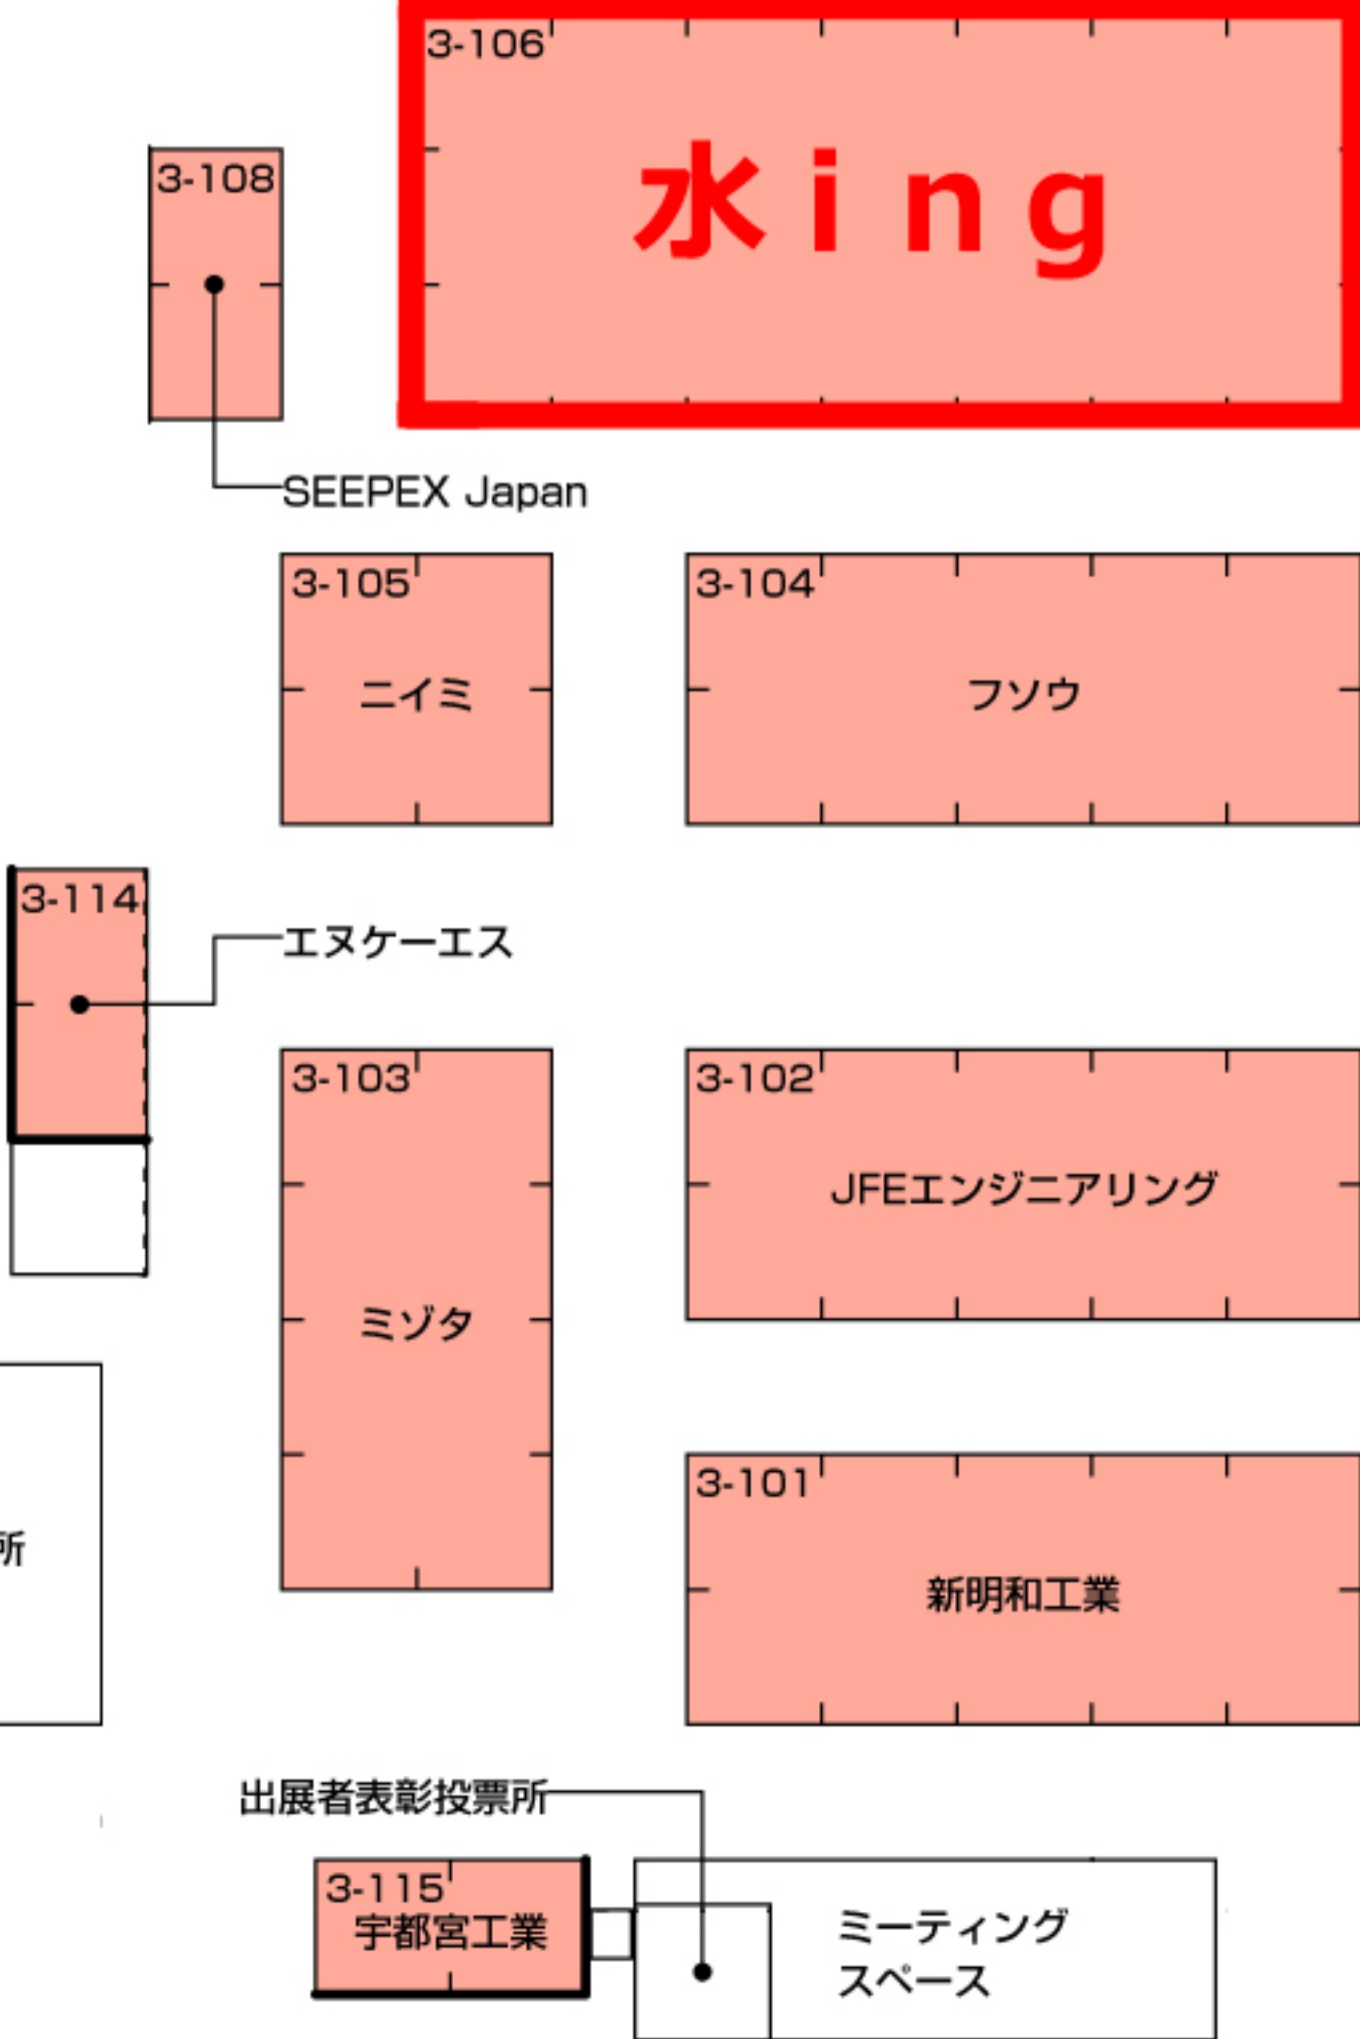 3-106
水ing
3-108
SEEPEX Japan
3-105
ニイミ
3-104
フソウ
3-114
エヌケーエス
3-103
ミゾタ
3-102
JFEエンジニアリング
3-101
新明和工業
所
出展者表彰投票所
3-115
宇都宮工業
ミーティング
スペース